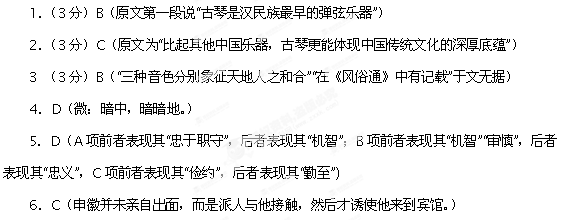 1.（3分）B（原文第一段说“古琴是汉民族最早的弹弦乐器”）
2.（3分）C（原文为“比起其他中国乐器，古琴更能体现中国传统文化的深厚底蕴”）
3 （3分）B（“三种音色分别象征天地人之和合”“在《风俗通》中有记载”于文无据）
4. D（微：暗中，暗暗地。）
5. D（A项前者表现其“忠于职守”，后者表现其“机智”；B项前者表现其“机智”“审慎”，后者
表现其“忠义”，C项前者表现其“俭约”，后者表现其“勤至”)
6. C（申徽并未亲自出面，而是派人与他接触，然后才诱使他来到宾馆。）